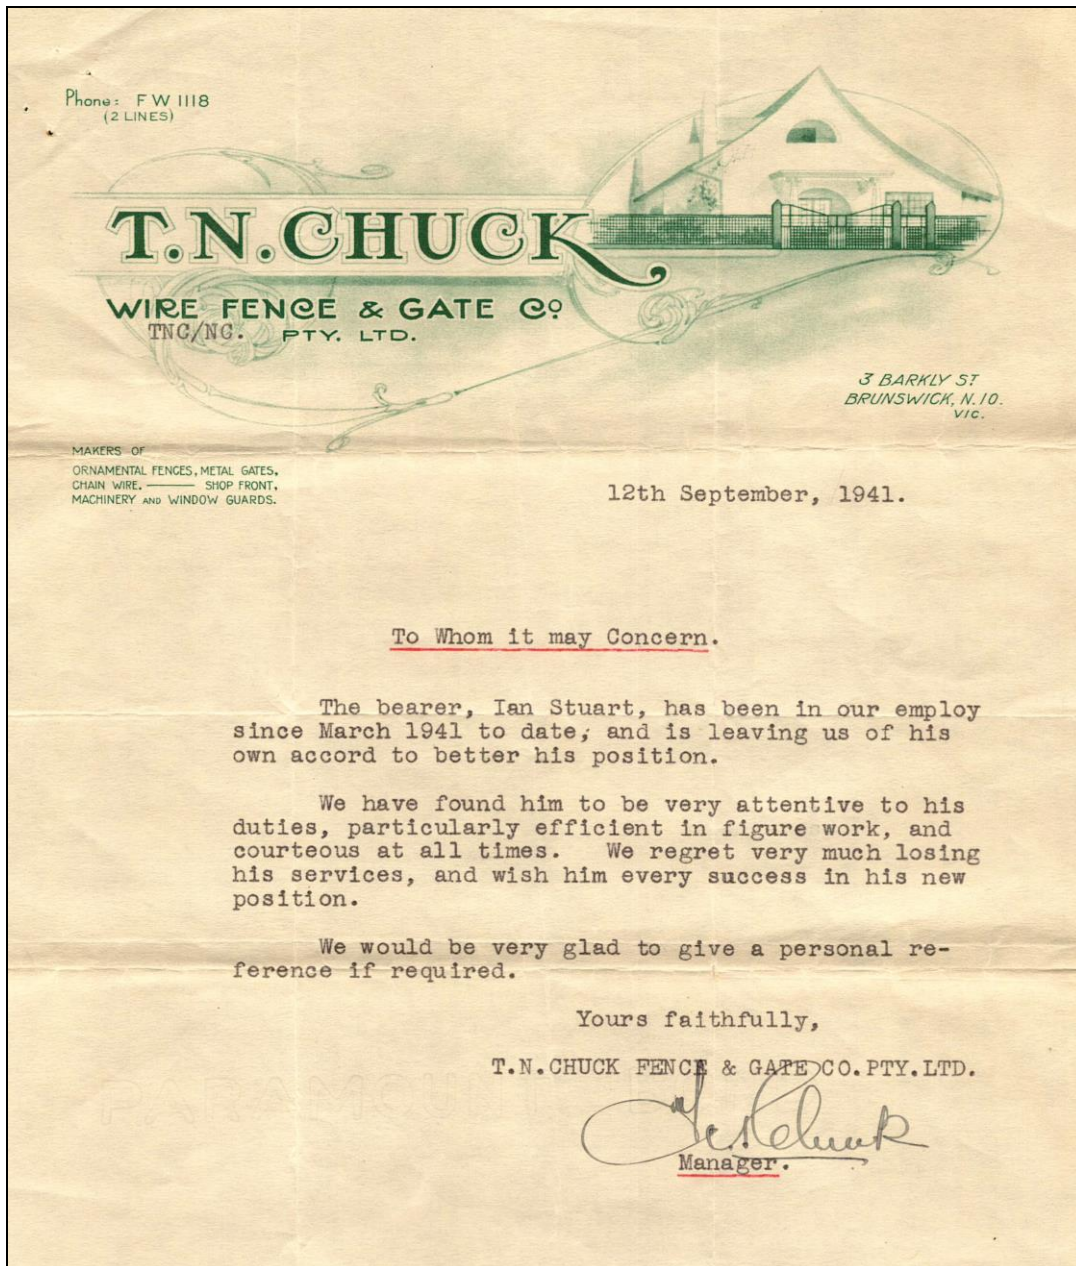 Phone: FW 1118
(2 LINES)
T.N.CHUCK
WIRE FENCE & GATE Co.
TNC/NC. PTY. LTD.
3 BARKLY ST
BRUNSWICK, N.10.
VIC.
MAKERS OF
ORNAMENTAL FENCES, METAL GATES,
CHAIN WIRE. ——— SHOP FRONT,
MACHINERY AND WINDOW GUARDS.
12th September, 1941.
To Whom it may Concern.
The bearer, Ian Stuart, has been in our employ
since March 1941 to date, and is leaving us of his
own accord to better his position.
We have found him to be very attentive to his
duties, particularly efficient in figure work, and
courteous at all times. We regret very much losing
his services, and wish him every success in his new
position.
We would be very glad to give a personal re-
ference if required.
Yours faithfully,
T.N.CHUCK FENCE & GATE CO.PTY.LTD.
Chuck
Manager.